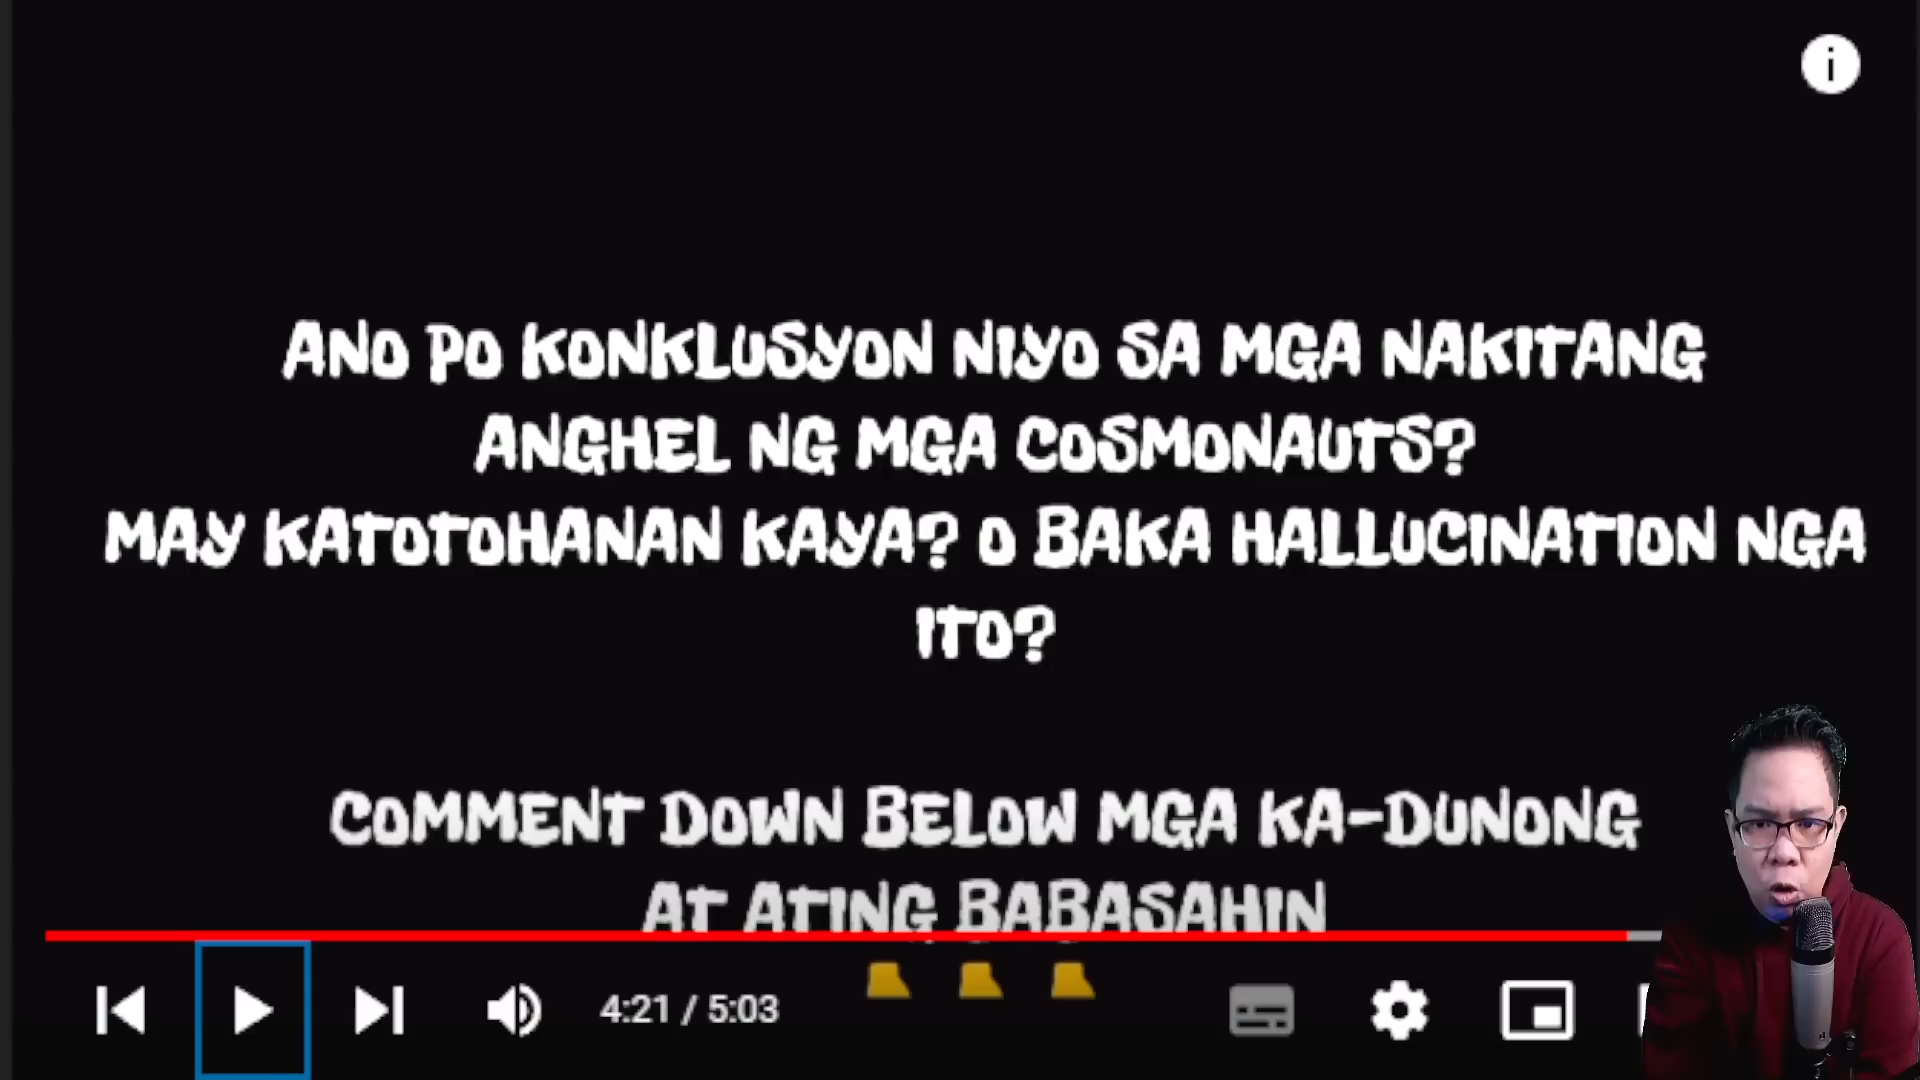 i
ANO PO KONKLUSYON NIYO SA MGA NAKITANG
ANGHEL NG MGA COSMONAUTS?
MAY KATOTOHANAN KAYA? O BAKA HALLUCINATION NGA
ITO?
COMMENT DOWN BELOW MGA KA-DUNONG
AT ATING BABASAHIN
4:21 / 5:03